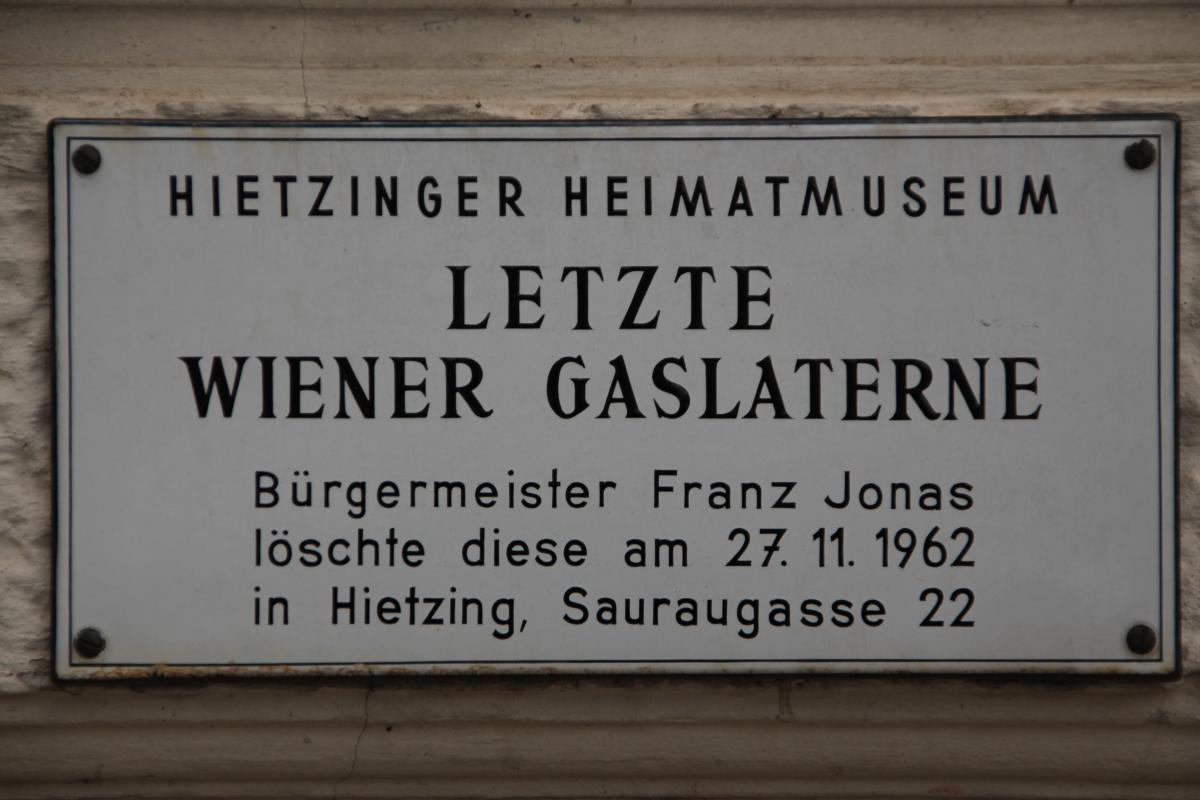 HIETZINGER HEIMATMUSEUM
LETZTE
WIENER GASLATERNE
Bürgermeister Franz Jonas
löschte diese am 27. 11. 1962
in Hietzing, Sauraugasse 22